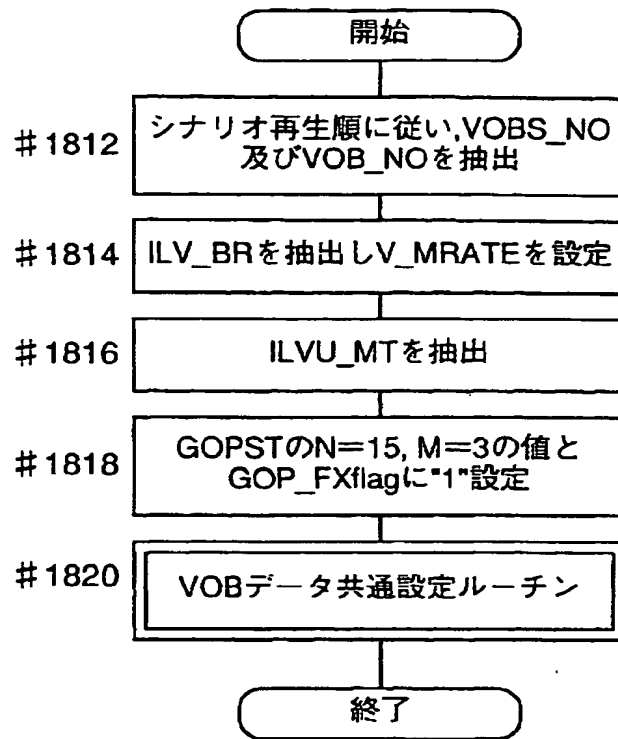 開始
#1812
シナリオ再生順に従い,VOBS_NO
及びVOB_NOを抽出
#1814
ILV_BRを抽出しV_MRATEを設定
#1816
ILVU_MTを抽出
#1818
GOPSTのN=15, M=3の値と
GOP_FXflagに"1"設定
#1820
VOBデータ共通設定ルーチン
終了